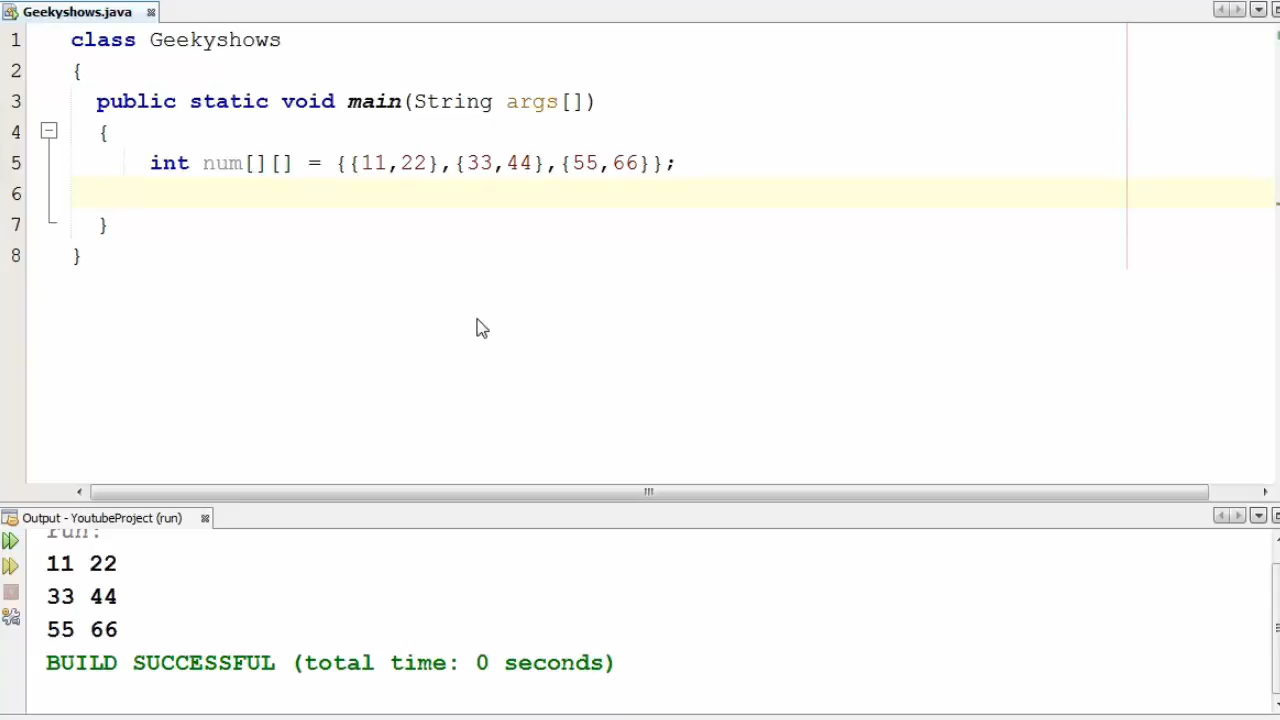 Geekyshows.java
1 class Geekyshows
2 {
3 public static void main(String args[])
4 {
5 int num[][] = {{11,22},{33,44},{55,66}};
6
7 }
8 }
Output - YoutubeProject (run)
run:
11 22
33 44
55 66
BUILD SUCCESSFUL (total time: 0 seconds)